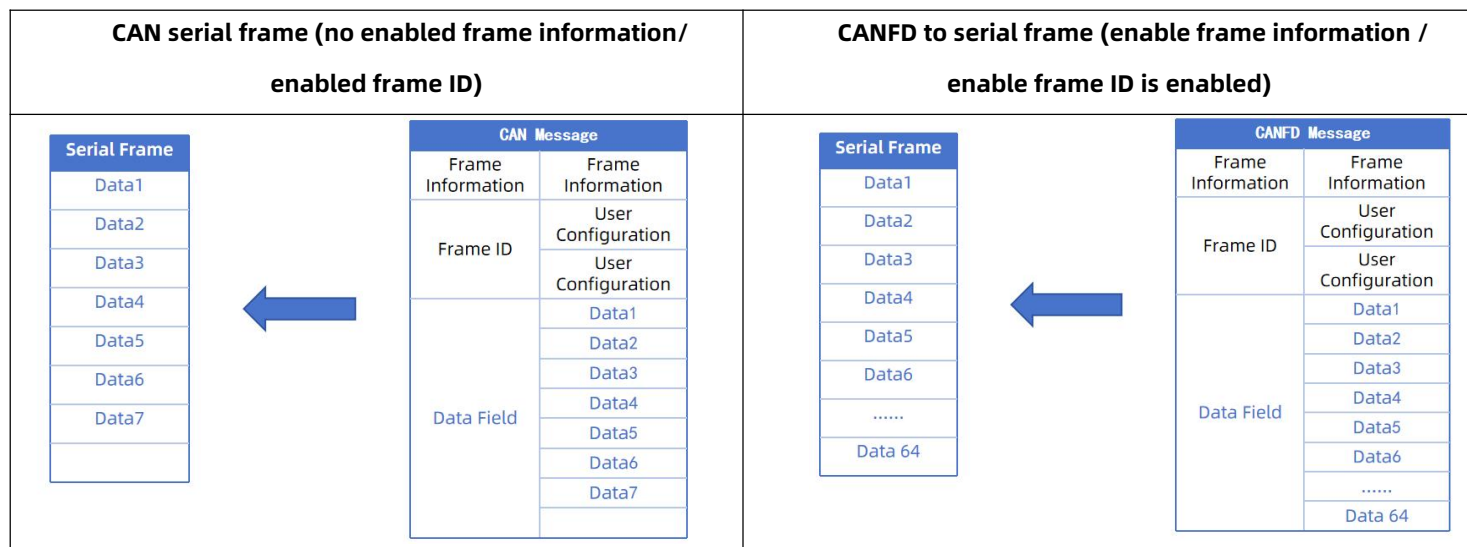 CAN serial frame (no enabled frame information/
enabled frame ID)
CANFD to serial frame (enable frame information /
enable frame ID is enabled)
Serial Frame
Data1
Data2
Data3
Data4
Data5
Data6
Data7
CAN Message
Frame
Information
Frame
Information
Frame ID
User
Configuration
User
Configuration
Data Field
Data1
Data2
Data3
Data4
Data5
Data6
Data7
Serial Frame
Data1
Data2
Data3
Data4
Data5
Data6
......
Data 64
CANFD Message
Frame
Information
Frame
Information
Frame ID
User
Configuration
User
Configuration
Data Field
Data1
Data2
Data3
Data4
Data5
Data6
......
Data 64